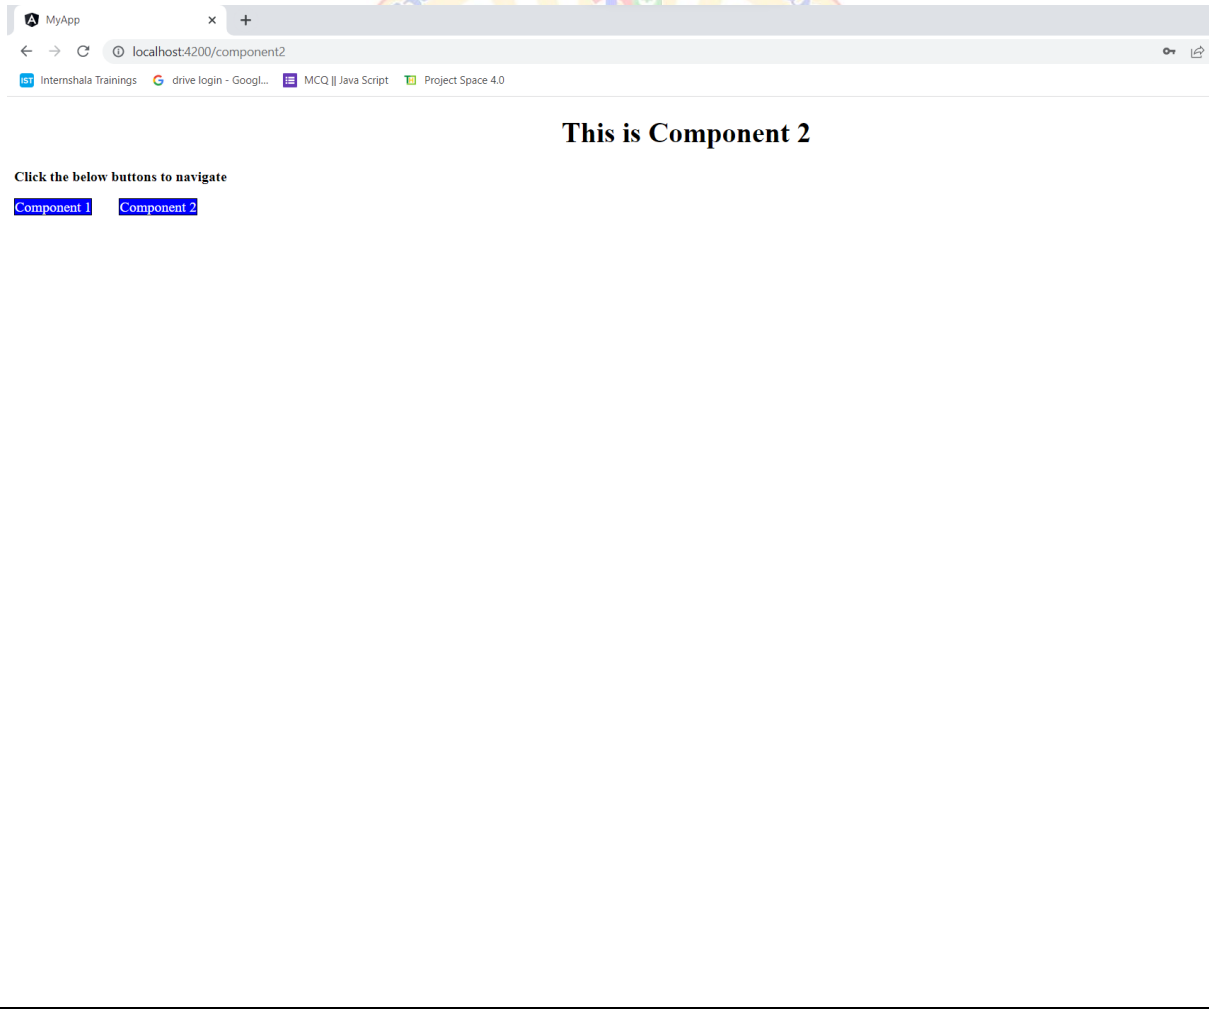 MyApp
localhost:4200/component2
IST Internshala Trainings G drive login - Googl... MCQ || Java Script Project Space 4.0
This is Component 2
Click the below buttons to navigate
Component 1 Component 2